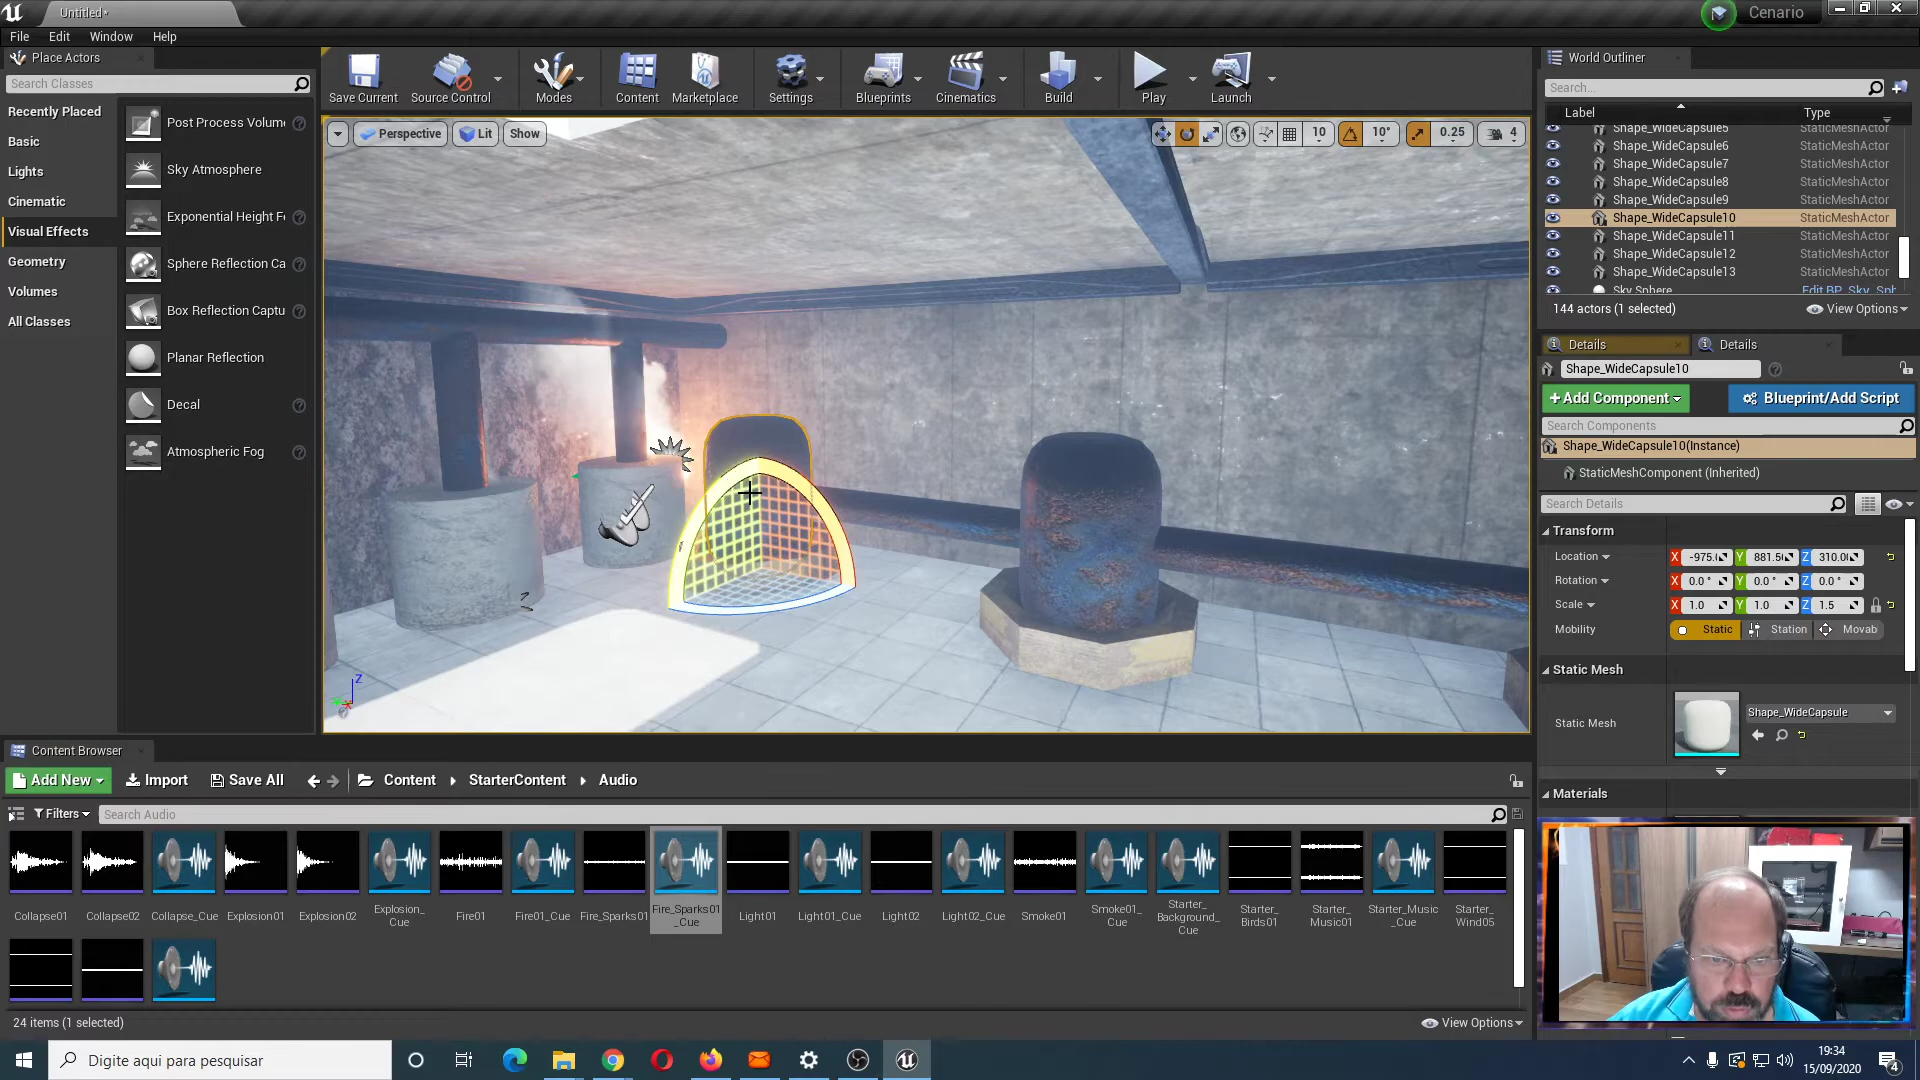 Untitled*
Cenario
File Edit Window Help
Place Actors
Search Classes
Recently Placed
Basic
Lights
Cinematic
Visual Effects
Geometry
Volumes
All Classes
Post Process Volume
Sky Atmosphere
Exponential Height F
Sphere Reflection Ca
Box Reflection Captu
Planar Reflection
Decal
Atmospheric Fog
Save Current
Source Control
Modes
Content
Marketplace
Settings
Blueprints
Cinematics
Build
Play
Launch
Perspective
Lit
Show
10
10°
0.25
4
Z
World Outliner
Search...
Label Type
Shape_WideCapsule5 StaticMeshActor
Shape_WideCapsule6 StaticMeshActor
Shape_WideCapsule7 StaticMeshActor
Shape_WideCapsule8 StaticMeshActor
Shape_WideCapsule9 StaticMeshActor
Shape_WideCapsule10 StaticMeshActor
Shape_WideCapsule11 StaticMeshActor
Shape_WideCapsule12 StaticMeshActor
Shape_WideCapsule13 StaticMeshActor
Sky Sphere Edit BP_Sky_Sph
144 actors (1 selected)
View Options
Details
Details
Shape_WideCapsule10
+Add Component
Blueprint/Add Script
Search Components
Shape_WideCapsule10(Instance)
StaticMeshComponent (Inherited)
Search Details
Transform
Location X -975.0 Y 881.5 Z 310.0
Rotation X 0.0° Y 0.0° Z 0.0°
Scale X 1.0 Y 1.0 Z 1.5
Mobility Static Station Movab
Static Mesh
Static Mesh
Shape_WideCapsule
Materials
Content Browser
Add New
Import
Save All
Content
StarterContent
Audio
Filters
Search Audio
Collapse01
Collapse02
Collapse_Cue
Explosion01
Explosion02
Explosion_
Cue
Fire01
Fire01_Cue
Fire_Sparks01
Fire_Sparks01
_Cue
Light01
Light01_Cue
Light02
Light02_Cue
Smoke01
Smoke01_
Cue
Starter_
Background_
Cue
Starter_
Birds01
Starter_
Music01
Starter_Music
_Cue
Starter_
Wind05
24 items (1 selected)
View Options
Digite aqui para pesquisar
19:34
15/09/2020
4